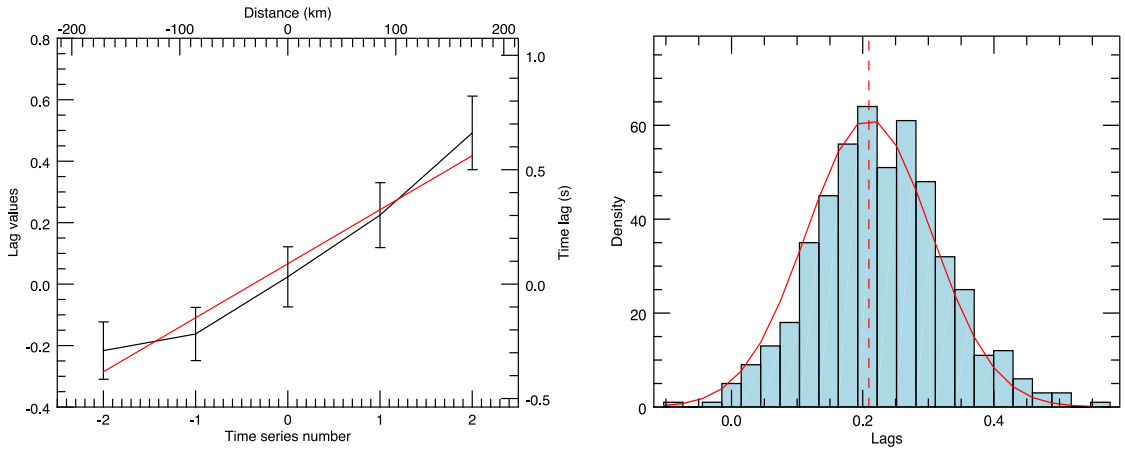 Distance (km)
-200 -100 0 100 200
0.8
0.6
0.4
0.2
0.0
-0.2
-0.4
Lag values
1.0
0.5
0.0
-0.5
Time lag (s)
-2 -1 0 1 2
Time series number
60
40
20
0
Density
0.0 0.2 0.4
Lags